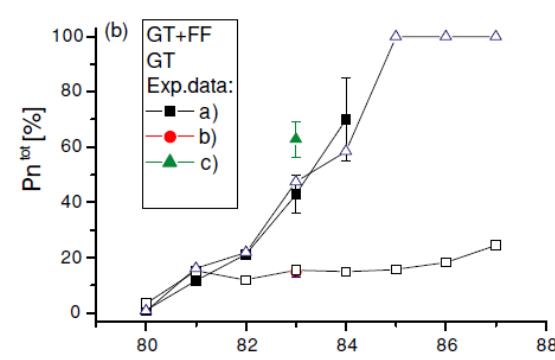 (b)
GT+FF
GT
Exp.data:
a)
b)
c)
Pn^tot [%]
100
80
60
40
20
0
80 82 84 86 88